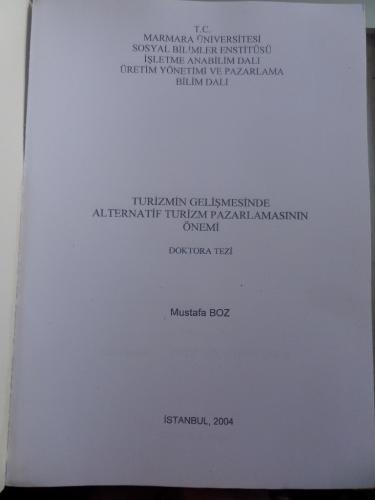 T.C.
MARMARA ÜNİVERSİTESİ
SOSYAL BİLİMLER ENSTİTÜSÜ
İŞLETME ANABİLİM DALI
ÜRETİM YÖNETİMİ VE PAZARLAMA
BİLİM DALI
TURİZMİN GELİŞMESİNDE
ALTERNATİF TURİZM PAZARLAMASININ
ÖNEMİ
DOKTORA TEZİ
Mustafa BOZ
İSTANBUL, 2004